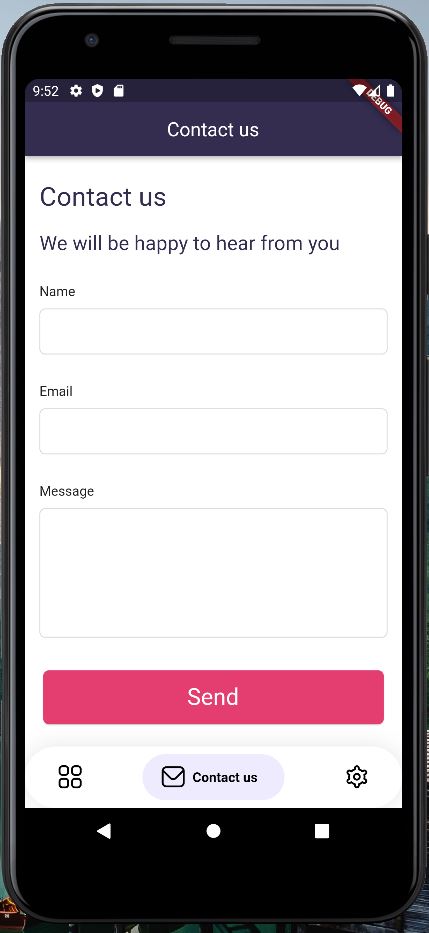 9:52
DEBUG
Contact us
Contact us
We will be happy to hear from you
Name
Email
Message
Send
Contact us